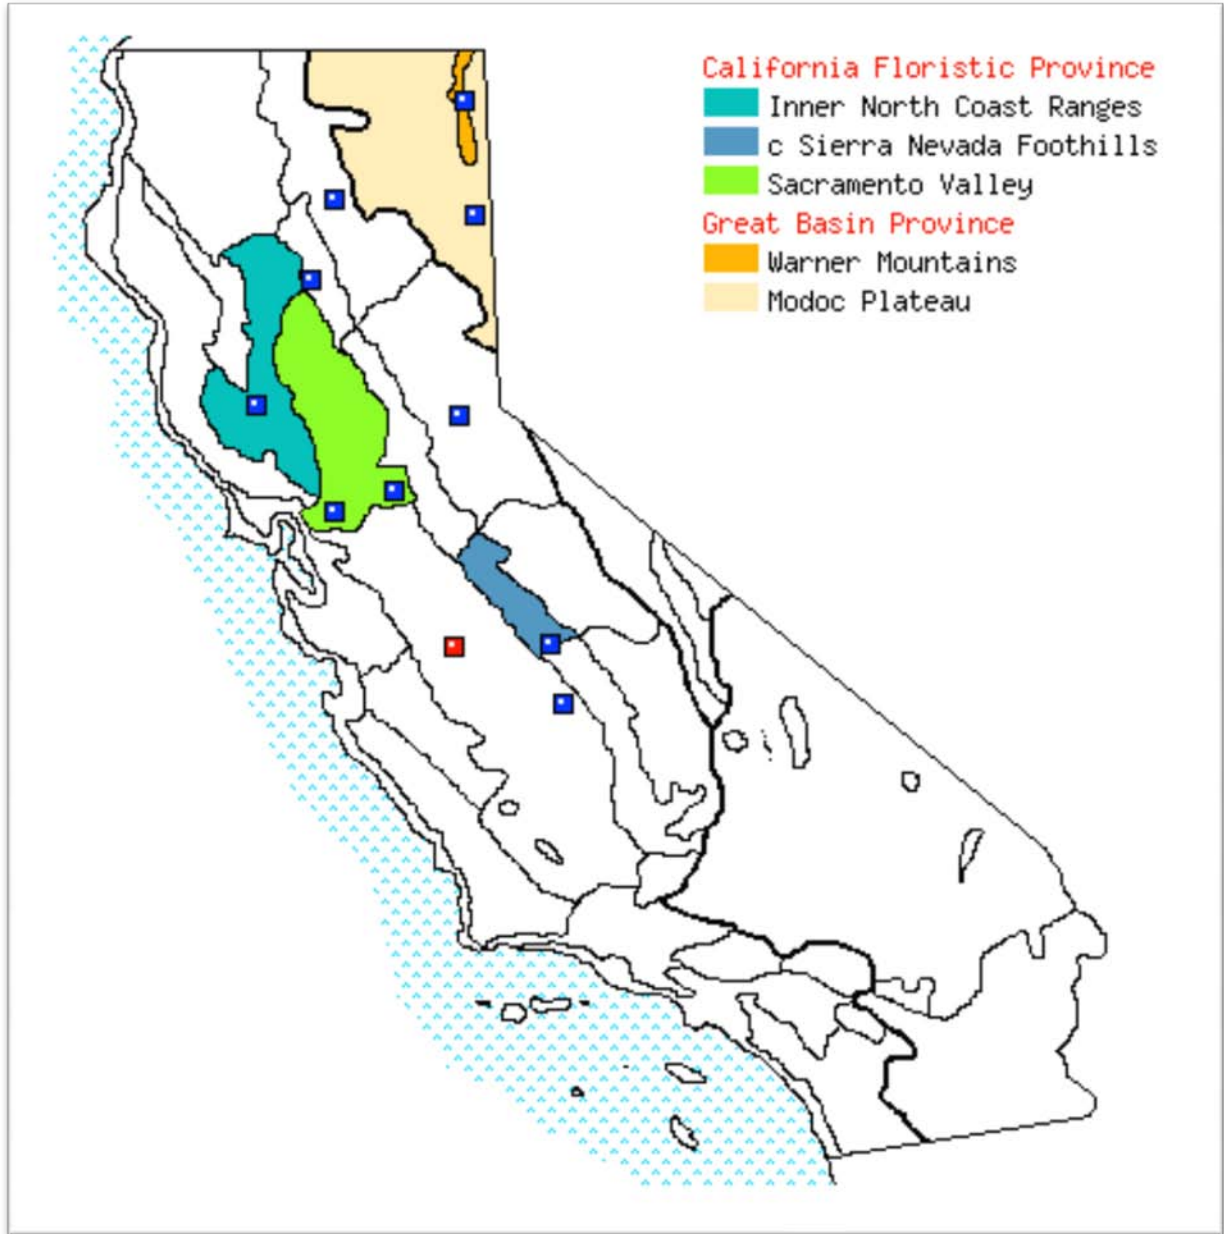 California Floristic Province
Inner North Coast Ranges
c Sierra Nevada Foothills
Sacramento Valley
Great Basin Province
Warner Mountains
Modoc Plateau